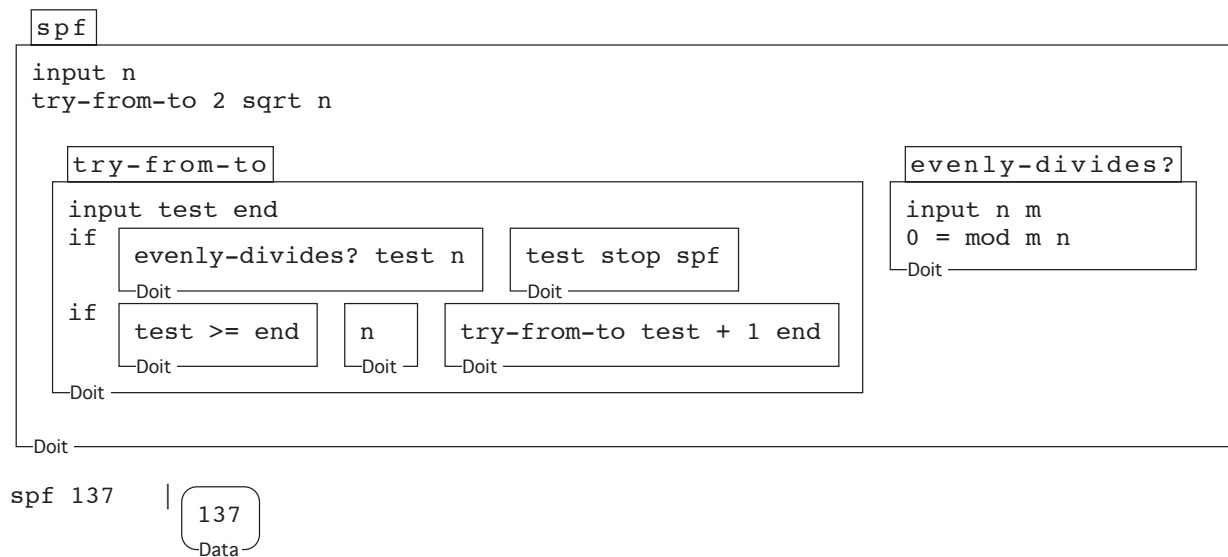 spf
input n
try-from-to 2 sqrt n
try-from-to
evenly-divides?
input test end
if evenly-divides? test n test stop spf
Doit Doit
if test >= end n try-from-to test + 1 end
Doit Doit Doit
Doit
input n m
0 = mod m n
Doit
Doit
spf 137 | 137
Data